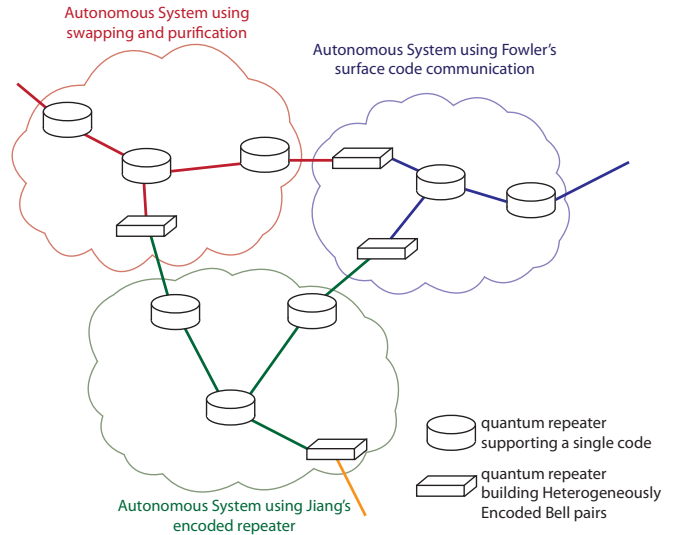 Autonomous System using
swapping and purification
Autonomous System using Fowler's
surface code communication
quantum repeater
supporting a single code
quantum repeater
building Heterogeneously
Encoded Bell pairs
Autonomous System using Jiang's
encoded repeater